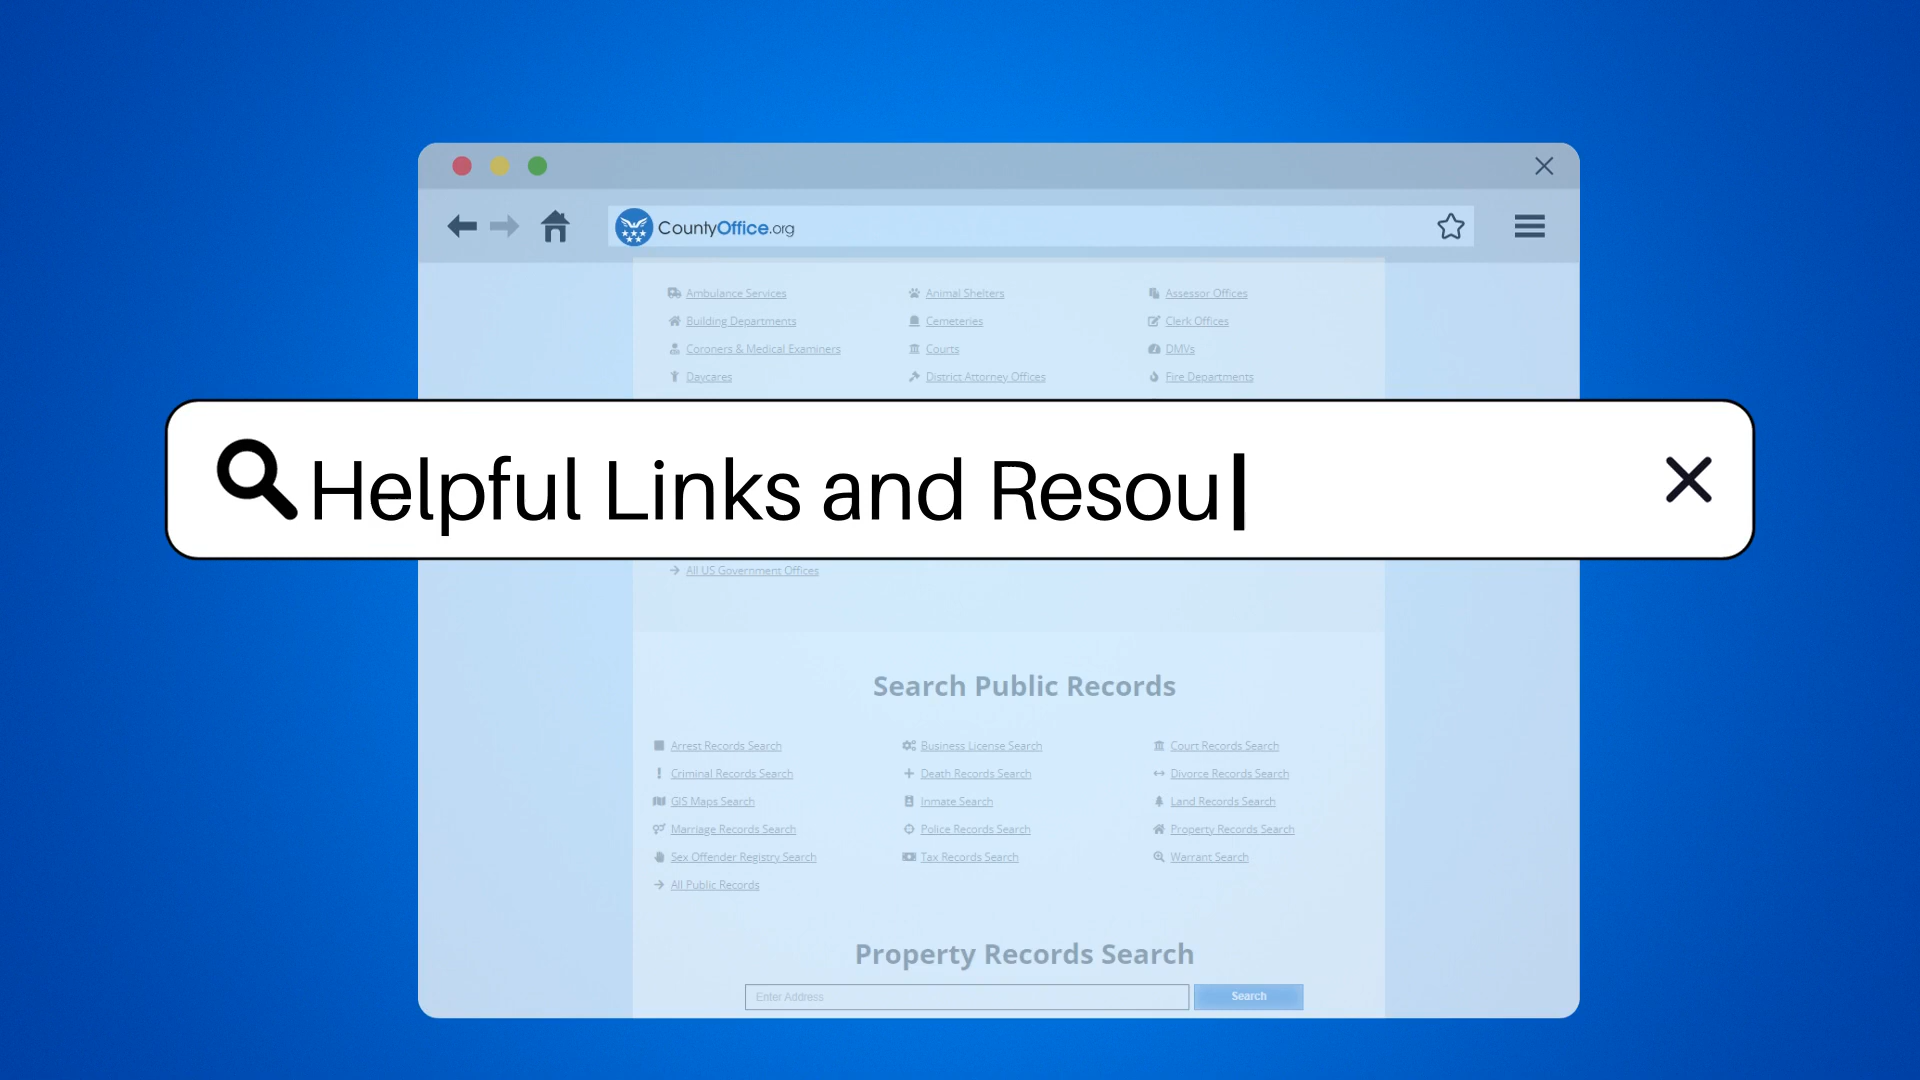 CountyOffice.org
Ambulance Services Animal Shelters Assessor Offices
Building Departments Cemeteries Clerk Offices
Coroners & Medical Examiners Courts DMVs
Daycares District Attorney Offices Fire Departments
Helpful Links and Resou
All US Government Offices
Search Public Records
Arrest Records Search Business License Search Court Records Search
Criminal Records Search Death Records Search Divorce Records Search
GIS Maps Search Inmate Search Land Records Search
Marriage Records Search Police Records Search Property Records Search
Sex Offender Registry Search Tax Records Search Warrant Search
All Public Records
Property Records Search
Enter Address Search